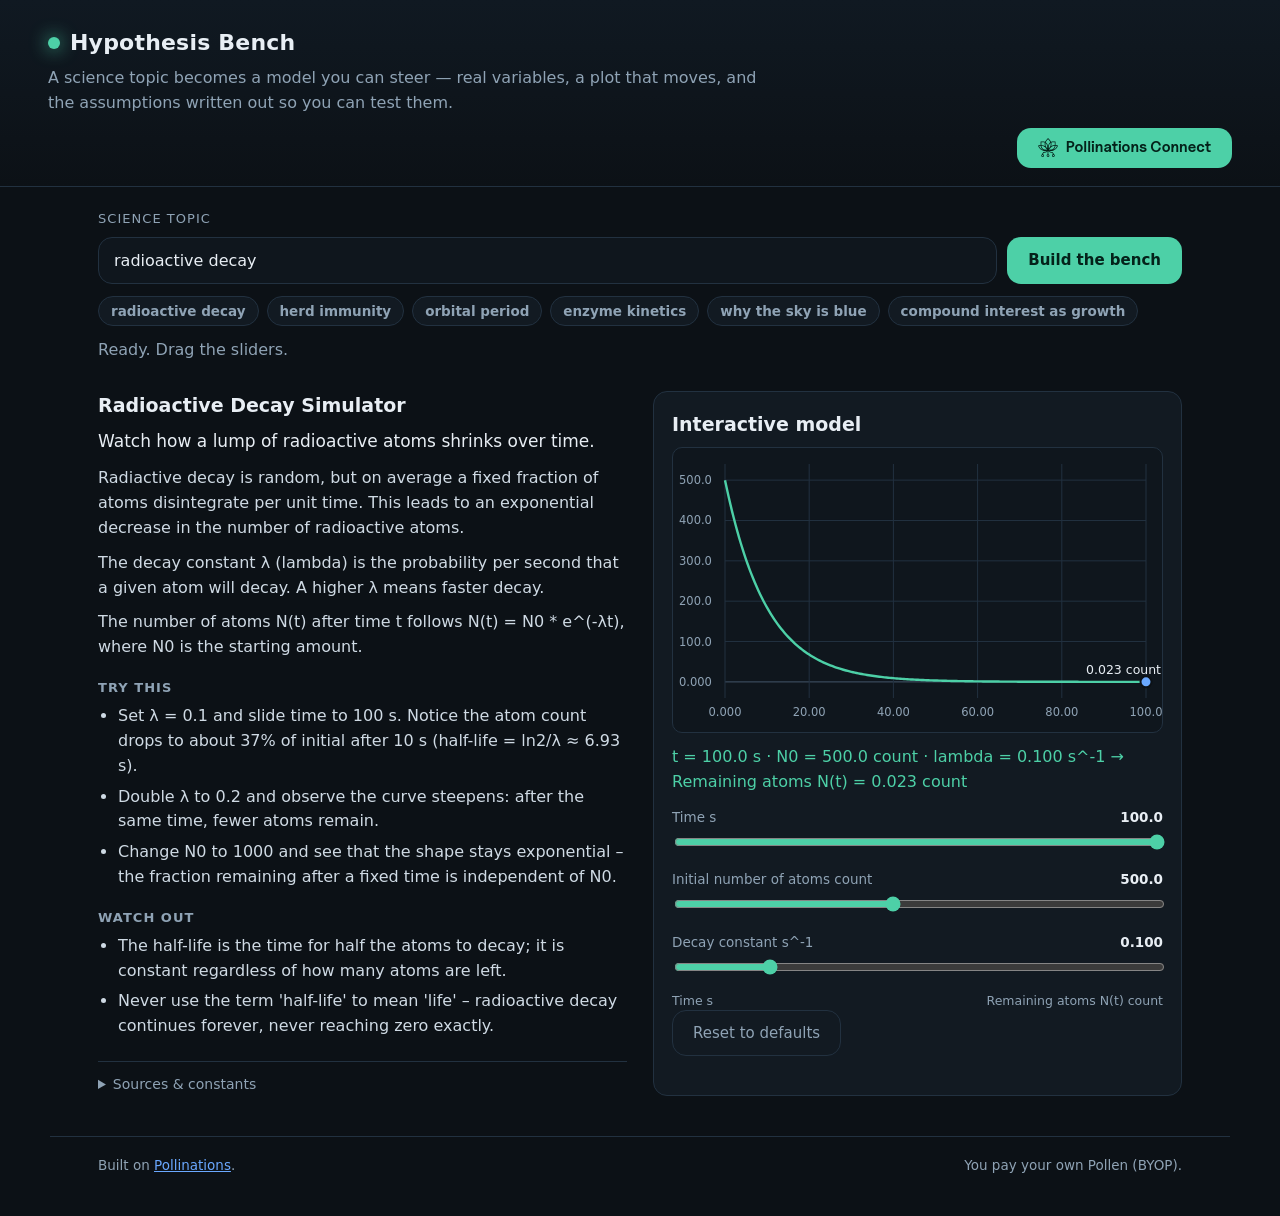 Hypothesis Bench
A science topic becomes a model you can steer — real variables, a plot that moves, and
the assumptions written out so you can test them.
Pollinations Connect
SCIENCE TOPIC
radioactive decay
Build the bench
radioactive decay
herd immunity
orbital period
enzyme kinetics
why the sky is blue
compound interest as growth
Ready. Drag the sliders.
Radioactive Decay Simulator
Watch how a lump of radioactive atoms shrinks over time.
Radiactive decay is random, but on average a fixed fraction of
atoms disintegrate per unit time. This leads to an exponential
decrease in the number of radioactive atoms.
The decay constant λ (lambda) is the probability per second that
a given atom will decay. A higher λ means faster decay.
The number of atoms N(t) after time t follows N(t) = N0 * e^(-λt),
where N0 is the starting amount.
TRY THIS
• Set λ = 0.1 and slide time to 100 s. Notice the atom count
drops to about 37% of initial after 10 s (half-life = ln2/λ ≈ 6.93
s).
• Double λ to 0.2 and observe the curve steepens: after the
same time, fewer atoms remain.
• Change N0 to 1000 and see that the shape stays exponential –
the fraction remaining after a fixed time is independent of N0.
WATCH OUT
• The half-life is the time for half the atoms to decay; it is
constant regardless of how many atoms are left.
• Never use the term 'half-life' to mean 'life' – radioactive decay
continues forever, never reaching zero exactly.
Sources & constants
Interactive model
500.0
400.0
300.0
200.0
100.0
0.000
0.023 count
0.000 20.00 40.00 60.00 80.00 100.0
t = 100.0 s · N0 = 500.0 count · lambda = 0.100 s^-1 →
Remaining atoms N(t) = 0.023 count
Time s 100.0
Initial number of atoms count 500.0
Decay constant s^-1 0.100
Time s Remaining atoms N(t) count
Reset to defaults
Built on Pollinations.
You pay your own Pollen (BYOP).